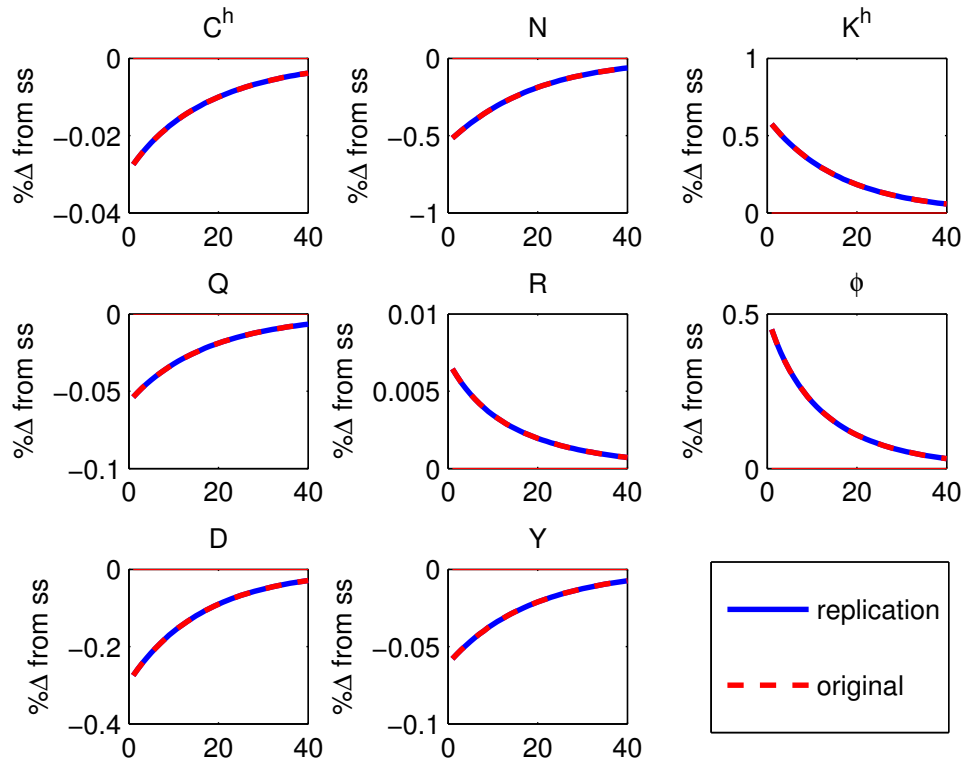 C^h
%Δ from ss
0
−0.02
−0.04
0 20 40
N
%Δ from ss
0
−0.5
−1
0 20 40
K^h
%Δ from ss
1
0.5
0
0 20 40
Q
%Δ from ss
0
−0.05
−0.1
0 20 40
R
%Δ from ss
0.01
0.005
0
0 20 40
ϕ
%Δ from ss
0.5
0
0 20 40
D
%Δ from ss
0
−0.2
−0.4
0 20 40
Y
%Δ from ss
0
−0.05
−0.1
0 20 40
replication
original